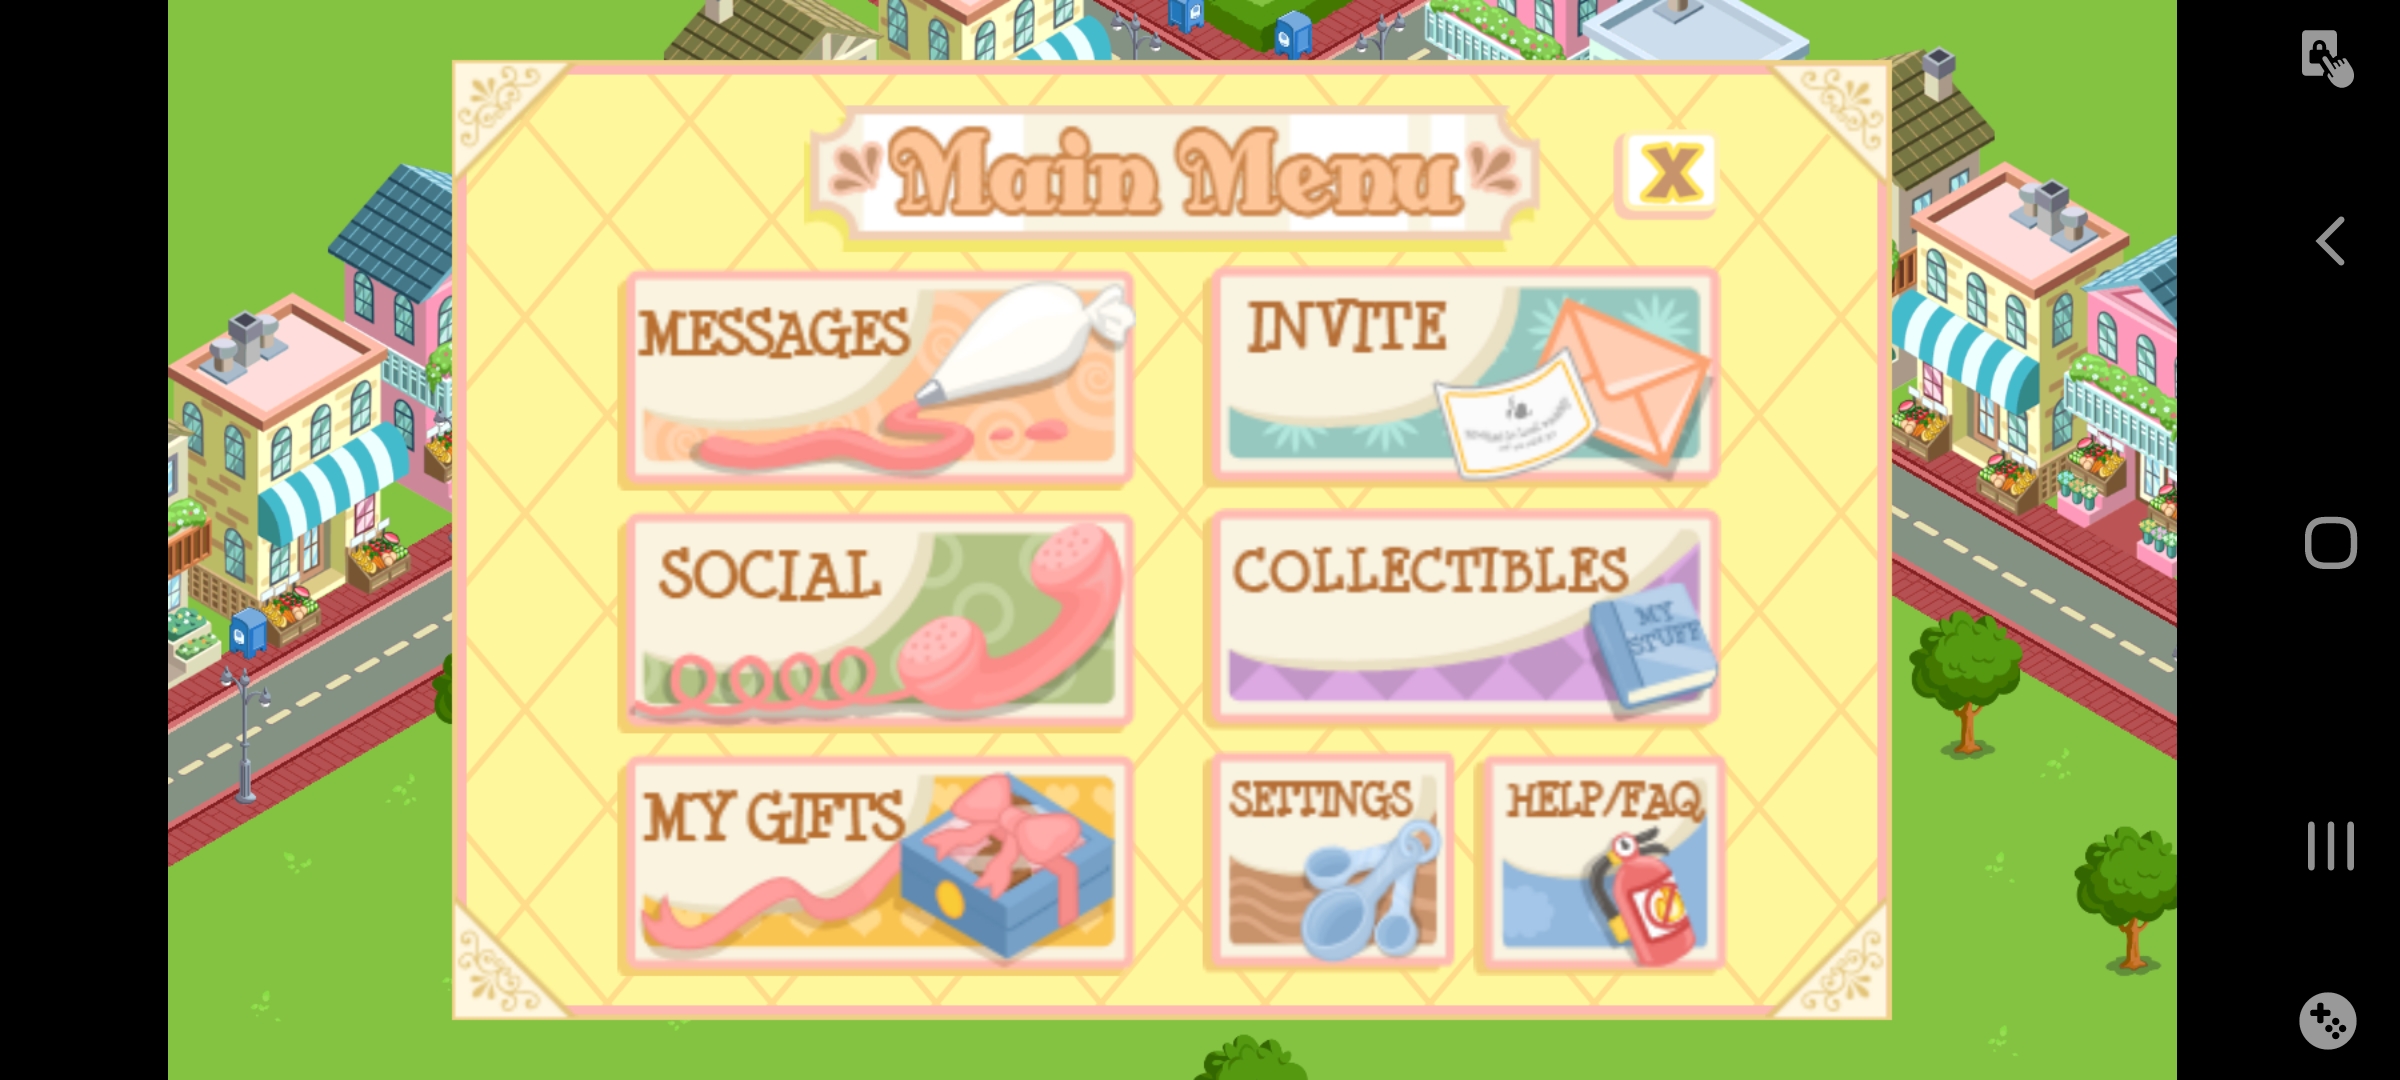 Main Menu
X
MESSAGES
INVITE
SOCIAL
COLLECTIBLES
MY
STUFF
MY GIFTS
SETTINGS
HELP/FAQ